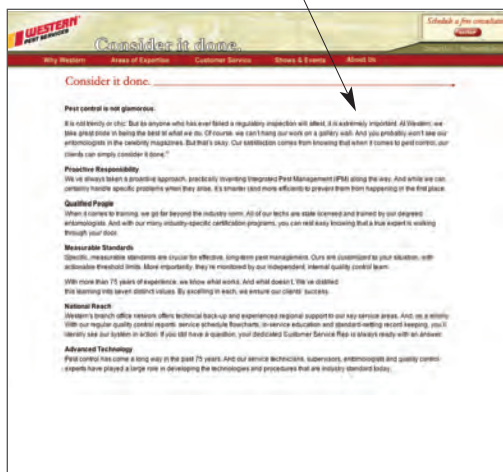 WESTERN
PEST SERVICES
Consider it done.
Schedule a free consultation
Why Western Areas of Expertise Customer Service Shows & Events About Us
Consider it done.
Pest control is not glamorous.
It is not trendy or chic. But as anyone who has ever failed a regulatory inspection will attest, it is extremely important. At Western, we
take great pride in being the best at what we do. Of course, we can't hang our work on a gallery wall. And you probably won't see our
entomologists in the celebrity magazines. But that's okay. Our satisfaction comes from knowing that when it comes to pest control, our
clients can simply consider it done."
Proactive Responsibility
We've always taken a proactive approach, practically inventing Integrated Pest Management (IPM) along the way. And while we can
certainly handle specific problems when they arise, it's smarter (and more efficient) to prevent them from happening in the first place.
Qualified People
When it comes to training, we go far beyond the industry norm. All of our techs are state licensed and trained by our degreed
entomologists. And with our many industry-specific certification programs, you can rest easy knowing that a true expert is working
through your door.
Measurable Standards
Specific, measurable standards are crucial for effective, long-term pest management. Ours are customized to your situation, with
actionable threshold limits. More importantly, they're monitored by our independent, internal quality control team.
With more than 75 years of experience, we know what works. And what doesn't. We've distilled
this learning into seven distinct values. By excelling in each, we ensure our clients' success.
National Reach
Western's branch office network offers technical back-up and experienced regional support to our key service areas. And, as a
With our regular quality control reports, service schedule flowcharts, in-service education and standard-setting record keeping, you'll
literally see our system in action. If you still have a question, your dedicated Customer Service Rep is always ready with an answer.
Advanced Technology
Pest control has come a long way in the past 75 years. And our service technicians, supervisors, entomologists and quality control
experts have played a large role in developing the technologies and procedures that are industry standard today.